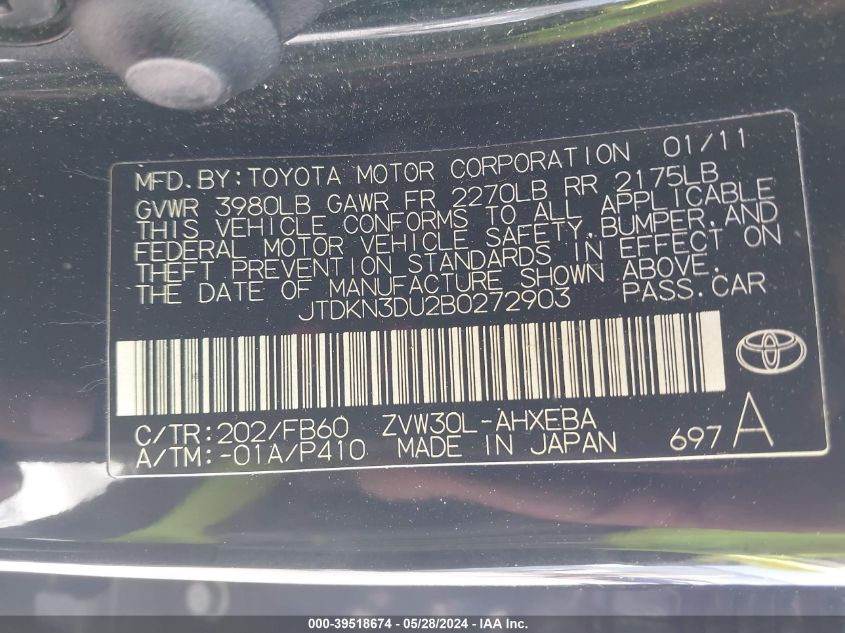 MFD.BY:TOYOTA MOTOR CORPORATION 01/11
GVWR 3980LB GAWR FR 2270LB RR 2175LB
THIS VEHICLE CONFORMS TO ALL APPLICABLE
FEDERAL MOTOR VEHICLE SAFETY,BUMPER,AND
THEFT PREVENTION STANDARDS IN EFFECT ON
THE DATE OF MANUFACTURE SHOWN ABOVE.
JTDKN3DU2B0272903 PASS.CAR
C/TR:202/FB60 ZVW30L-AHXEBA
A/TM:-01A/P410 MADE IN JAPAN 697 A
000-39518674 - 05/28/2024 - IAA Inc.